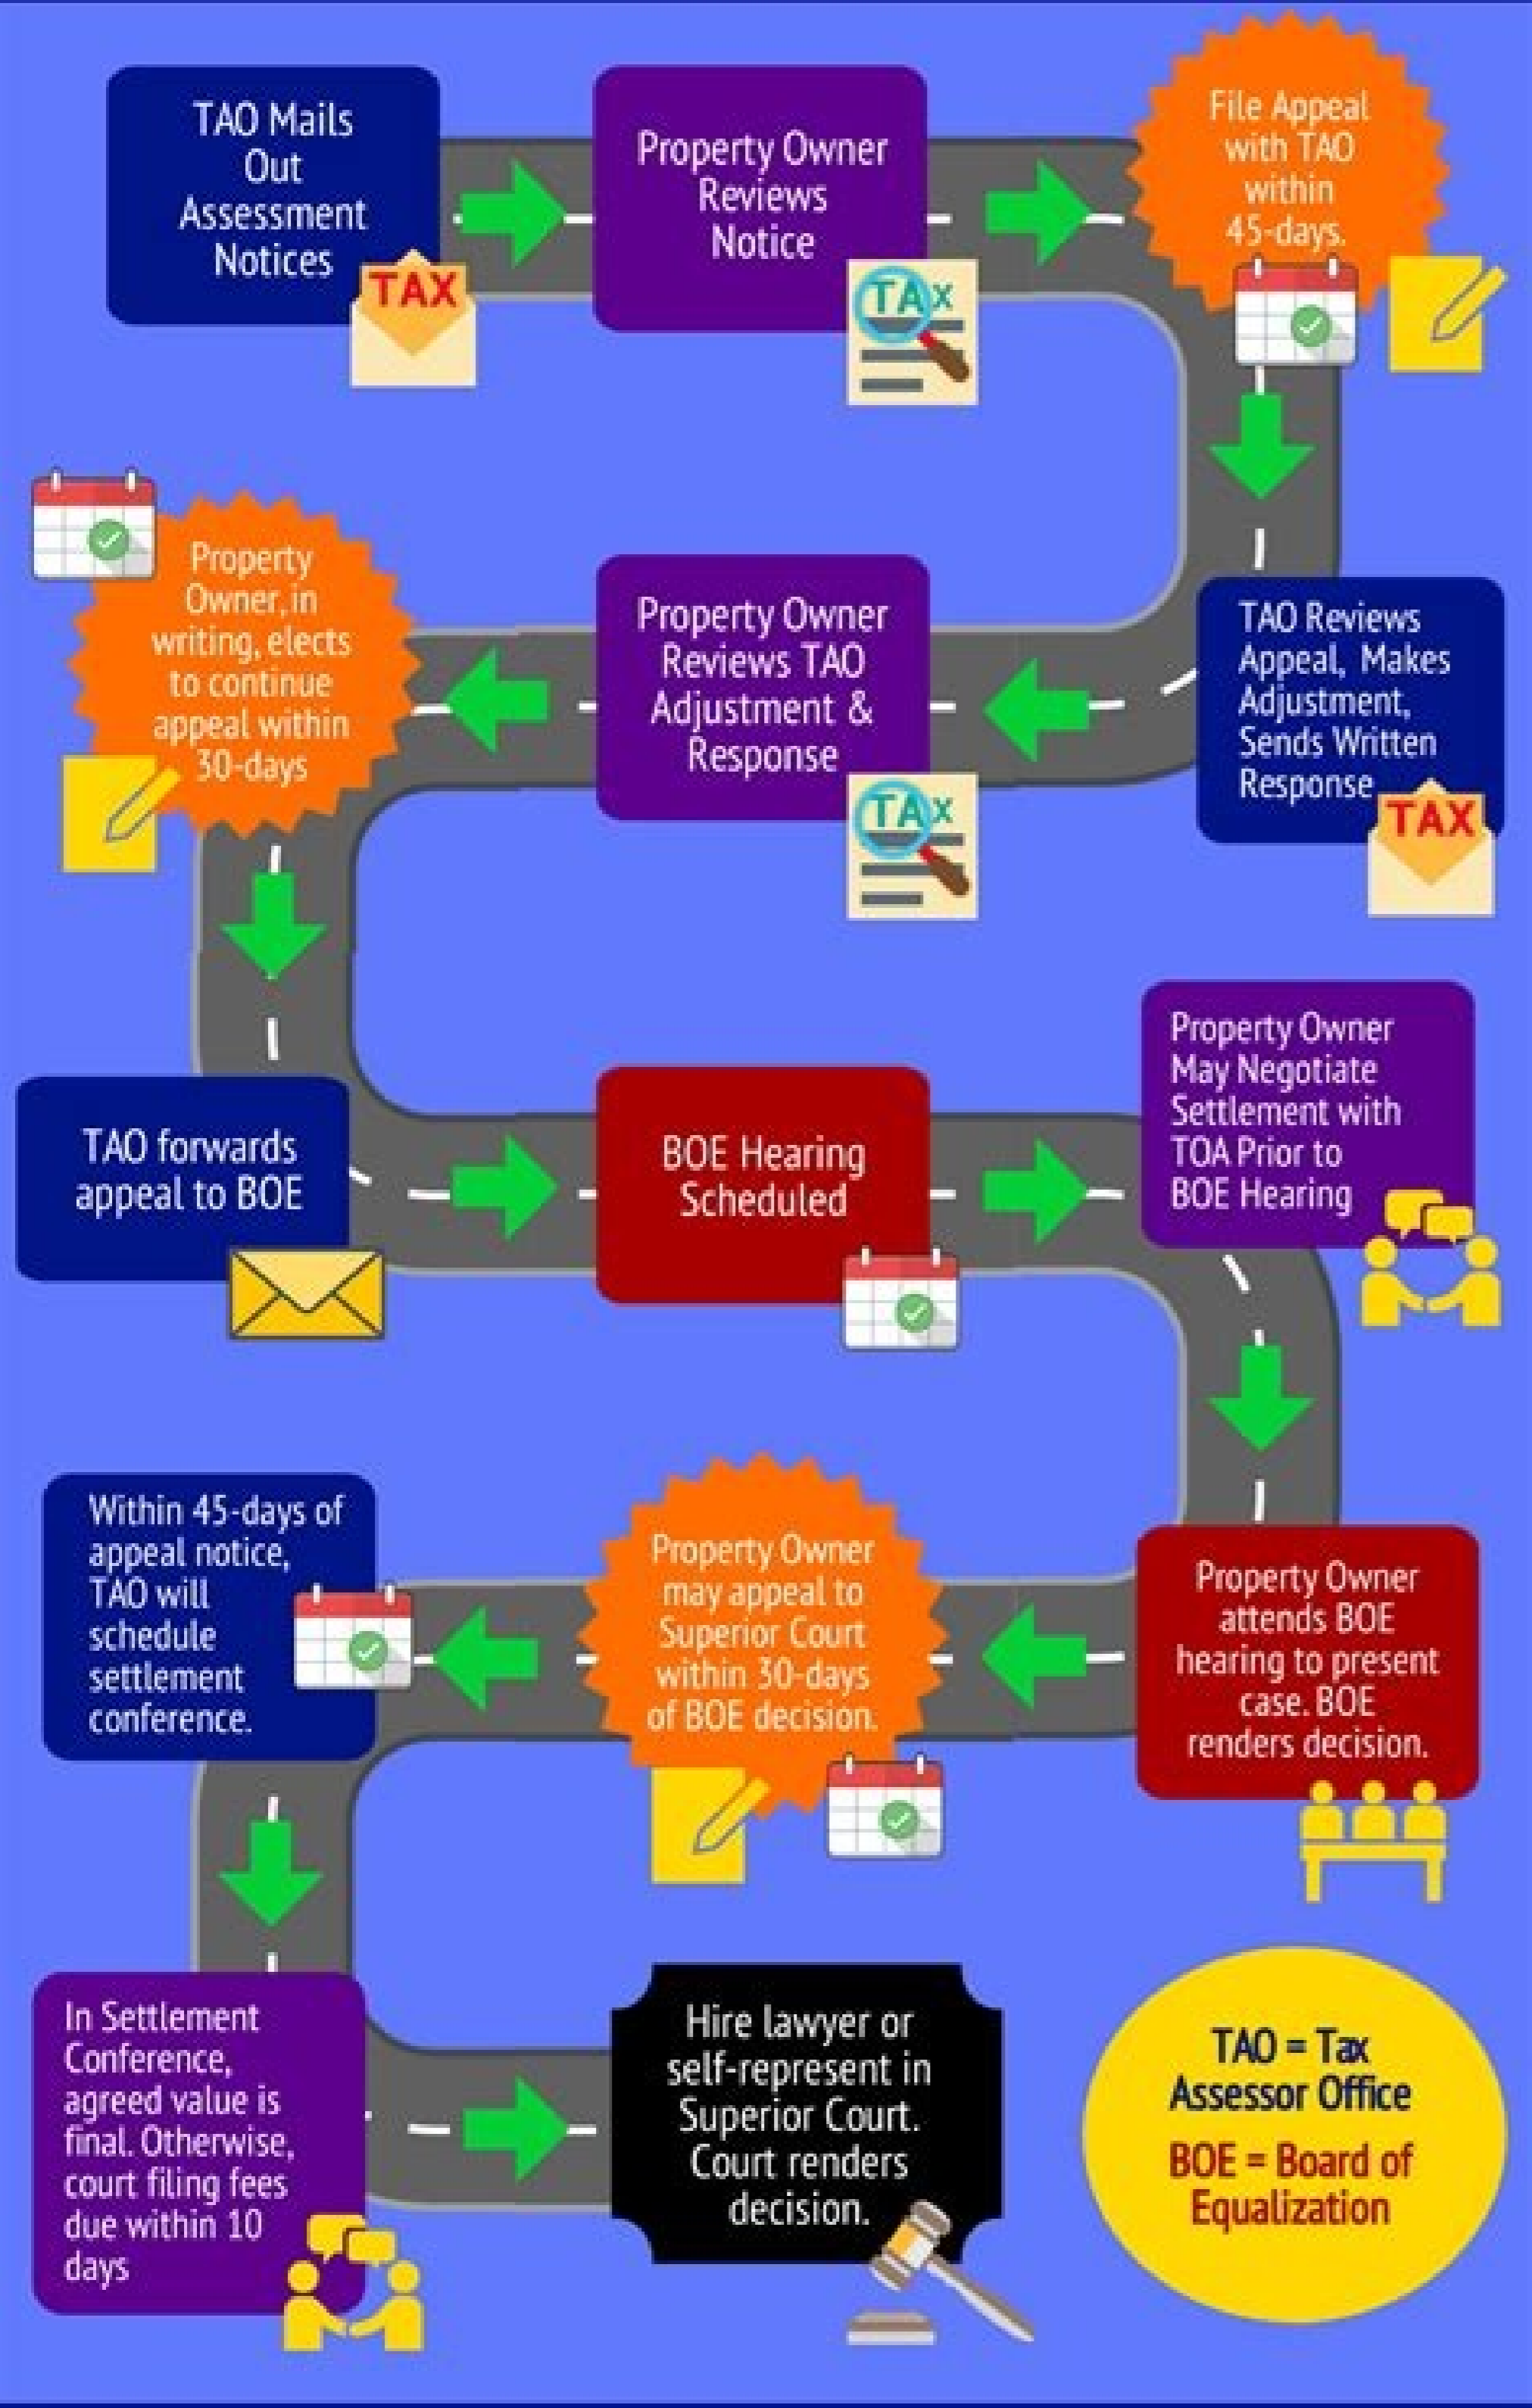 TAO Mails
Out
Assessment
Notices
TAX
Property Owner
Reviews
Notice
TAX
File Appeal
with TAO
within
45-days.
TAO Reviews
Appeal, Makes
Adjustment,
Sends Written
Response
TAX
Property Owner
Reviews TAO
Adjustment &
Response
TAX
Property
Owner, in
writing, elects
to continue
appeal within
30-days
TAO forwards
appeal to BOE
BOE Hearing
Scheduled
Property Owner
May Negotiate
Settlement with
TOA Prior to
BOE Hearing
Property Owner
attends BOE
hearing to present
case. BOE
renders decision.
Property Owner
may appeal to
Superior Court
within 30-days
of BOE decision.
Within 45-days of
appeal notice,
TAO will
schedule
settlement
conference.
In Settlement
Conference,
agreed value is
final. Otherwise,
court filing fees
due within 10
days
Hire lawyer or
self-represent in
Superior Court.
Court renders
decision.
TAO = Tax
Assessor Office
BOE = Board of
Equalization